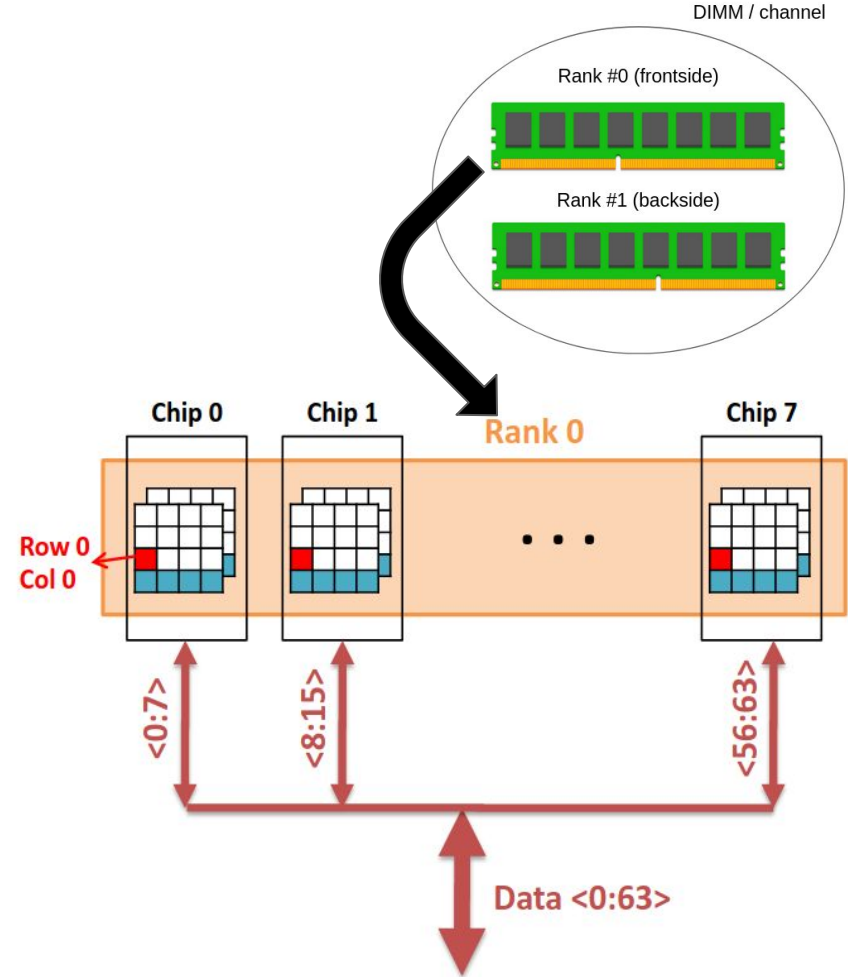 DIMM / channel
Rank #0 (frontside)
Rank #1 (backside)
Chip 0
Chip 1
Chip 7
Rank 0
Row 0
Col 0
<0:7>
<8:15>
<56:63>
Data <0:63>